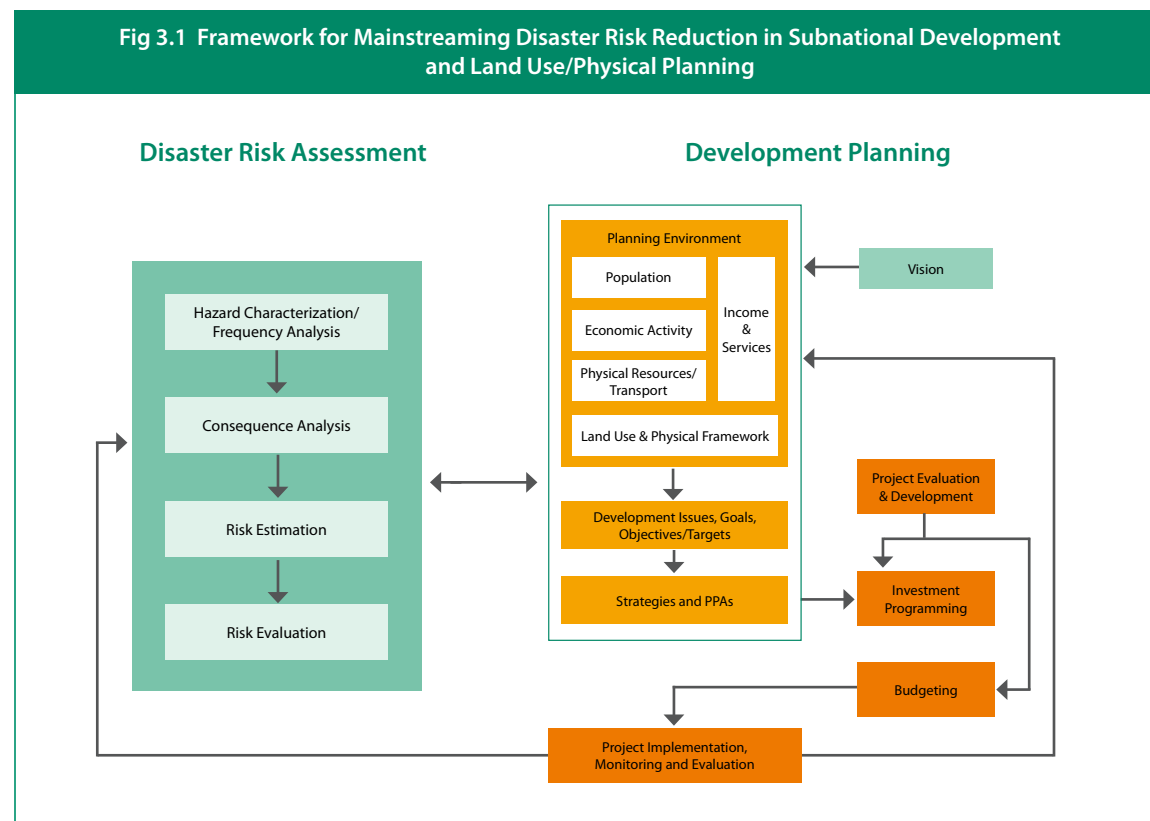 Fig 3.1 Framework for Mainstreaming Disaster Risk Reduction in Subnational Development
and Land Use/Physical Planning
Disaster Risk Assessment
Development Planning
Hazard Characterization/
Frequency Analysis
Consequence Analysis
Risk Estimation
Risk Evaluation
Planning Environment
Population
Economic Activity
Physical Resources/
Transport
Income
&
Services
Land Use & Physical Framework
Development Issues, Goals,
Objectives/Targets
Strategies and PPAs
Vision
Project Evaluation
& Development
Investment
Programming
Budgeting
Project Implementation,
Monitoring and Evaluation